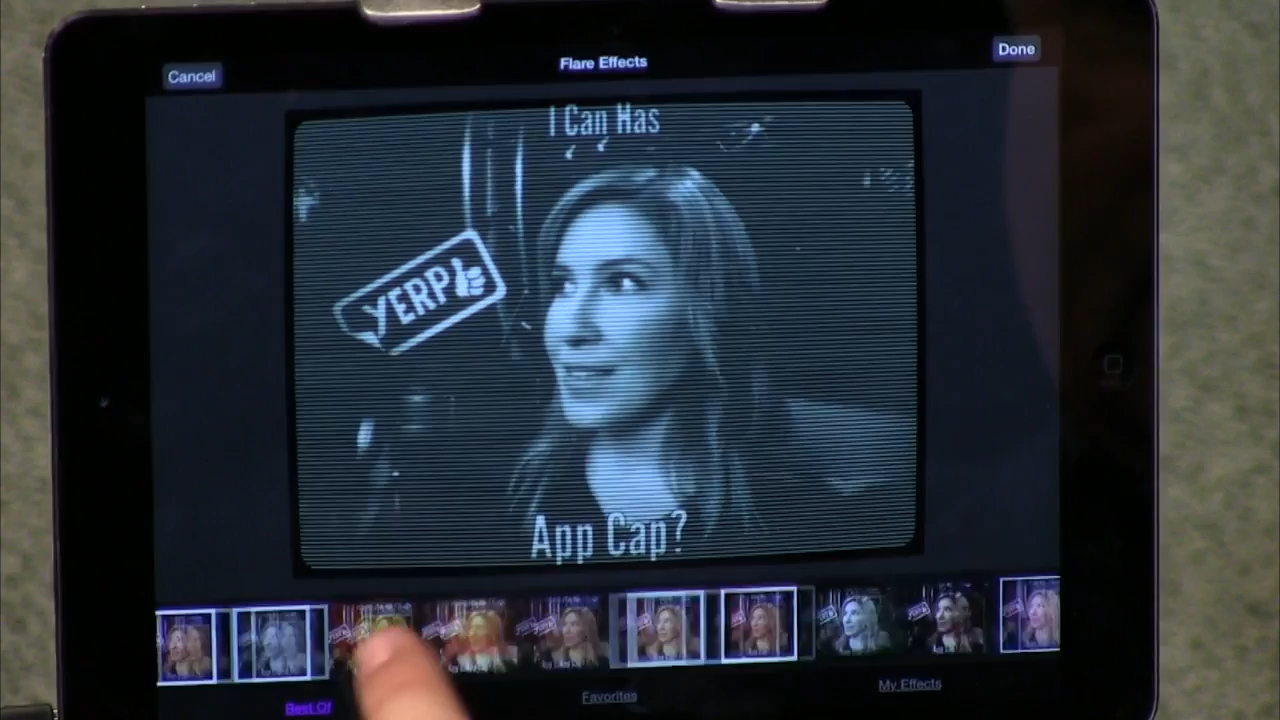 Cancel
Flare Effects
Done
I Can Has
YERP
App Cap?
Best Of
Favorites
My Effects